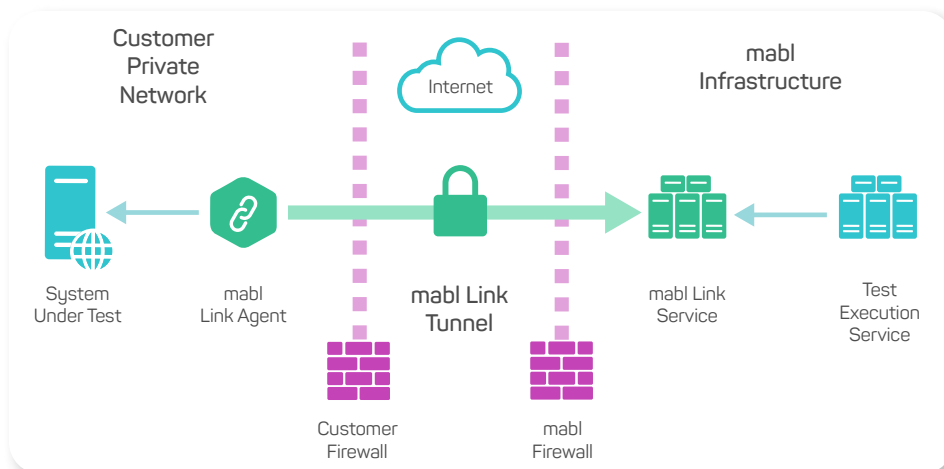 Customer
Private
Network
Internet
mabl
Infrastructure
System
Under Test
mabl
Link Agent
mabl Link
Tunnel
mabl Link
Service
Test
Execution
Service
Customer
Firewall
mabl
Firewall